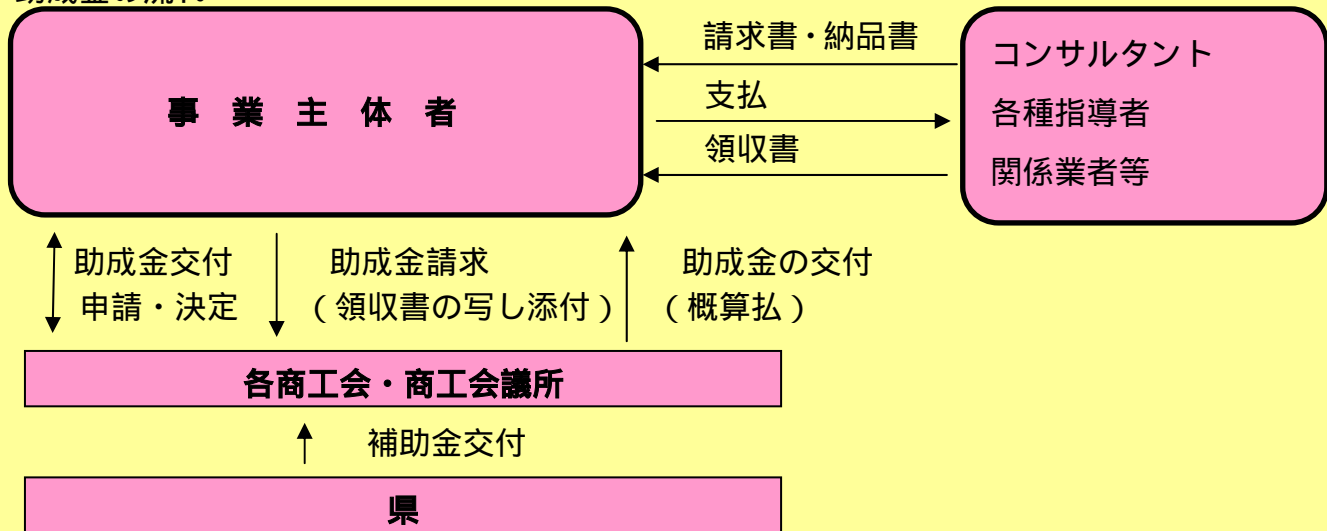 請求書・納品書
コンサルタント
事業主体者
支払
各種指導者
領収書
関係業者等
助成金交付
申請・決定
助成金請求
（領収書の写し添付）
助成金の交付
（概算払）
各商工会・商工会議所
補助金交付
県